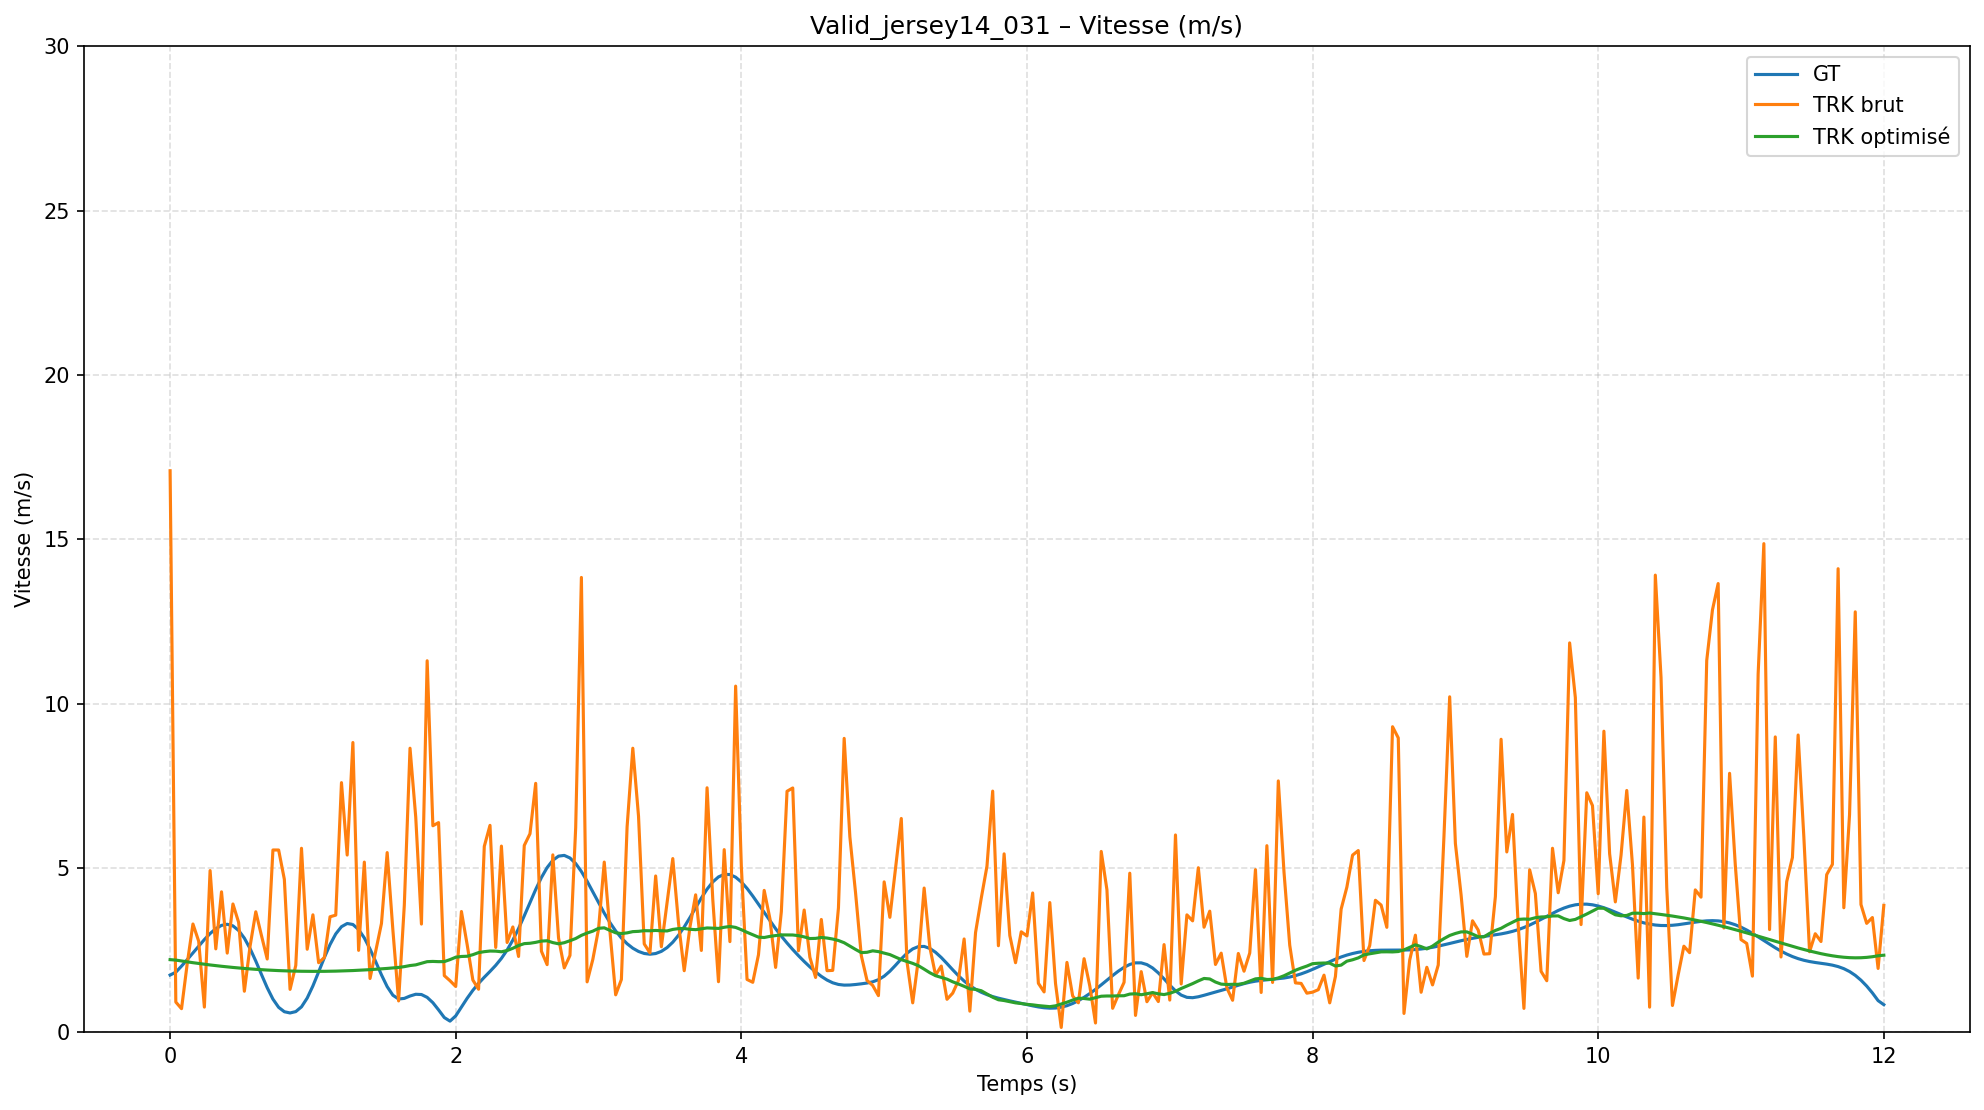 Valid_jersey14_031 – Vitesse (m/s)
GT
TRK brut
TRK optimisé
Vitesse (m/s)
30
25
20
15
10
5
0
0 2 4 6 8 10 12
Temps (s)